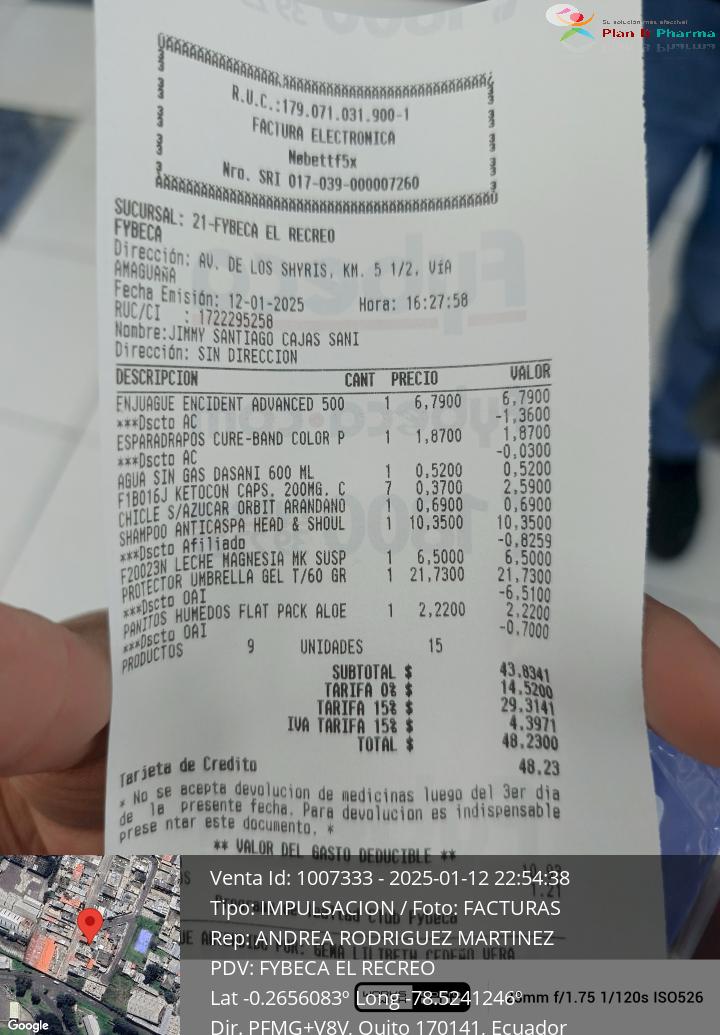 Su solución más efectiva!
Plan B Pharma
R.U.C.:179.071.031.900-1
FACTURA ELECTRONICA
Nøbettf5x
Nro. SRI 017-039-000007260
SUCURSAL: 21-FYBECA EL RECREO
FYBECA
Dirección: AV. DE LOS SHYRIS, KM. 5 1/2, VíA
AMAGUAñA
Fecha Emisión: 12-01-2025 Hora: 16:27:58
RUC/CI : 1722295258
Nombre:JIMMY SANTIAGO CAJAS SANI
Dirección: SIN DIRECCION
DESCRIPCION CANT PRECIO VALOR
ENJUAGUE ENCIDENT ADVANCED 500 1 6,7900 6,7900
***Dscto AC -1,3600
ESPARADRAPOS CURE-BAND COLOR P 1 1,8700 1,8700
***Dscto AC -0,0300
AGUA SIN GAS DASANI 600 ML 1 0,5200 0,5200
F1B016J KETOCON CAPS. 200MG. C 7 0,3700 2,5900
CHICLE S/AZUCAR ORBIT ARANDANO 1 0,6900 0,6900
SHAMPO ANTICASPA HEAD & SHOUL 1 10,3500 10,3500
***Dscto Afiliado -0,8259
F20023N LECHE MAGNESIA MK SUSP 1 6,5000 6,5000
PROTECTOR UMBRELLA GEL T/60 GR 1 21,7300 21,7300
***Dscto OAI -6,5100
PANITOS HUMEDOS FLAT PACK ALOE 1 2,2200 2,2200
***Dscto OAI -0,7000
PRODUCTOS 9 UNIDADES 15
SUBTOTAL $ 43,8341
TARIFA 0% $ 14,5200
TARIFA 15% $ 29,3141
IVA TARIFA 15% $ 4,3971
TOTAL $ 48,2300
Tarjeta de Credito 48.23
* No se acepta devolucion de medicinas luego del 3er dia
de la presente fecha. Para devolucion es indispensable
prese ntar este documento. *
** VALOR DEL GASTO DEDUCIBLE **
Venta Id: 1007333 - 2025-01-12 22:54:38
Tipo: IMPULSACION / Foto: FACTURAS
Rep: ANDREA RODRIGUEZ MARTINEZ
PDV: FYBECA EL RECREO
Lat -0.2656083º Long -78.5241246º
mm f/1.75 1/120s ISO526
Dir. PFMG+V8V, Quito 170141, Ecuador
Google